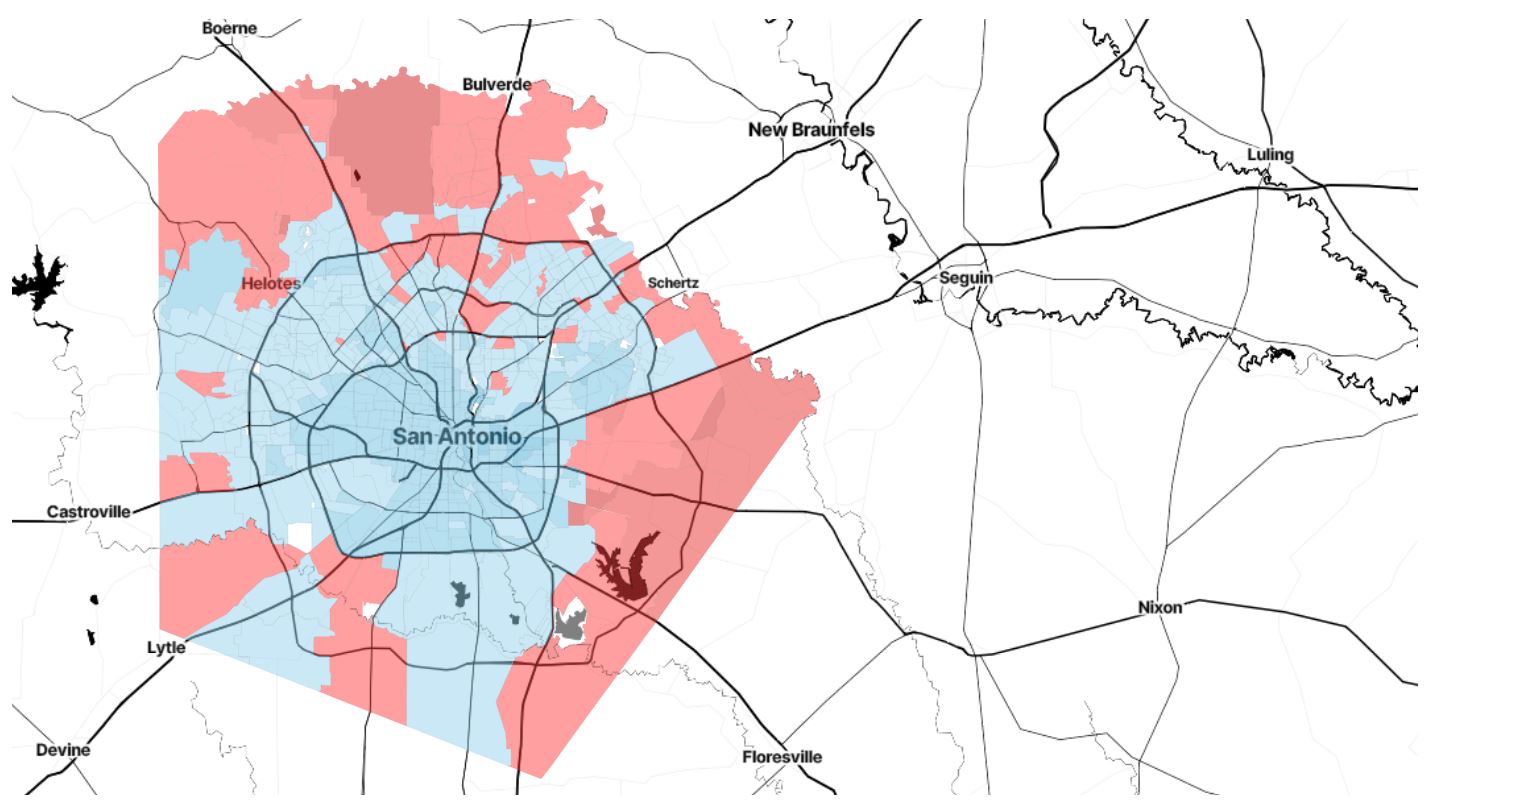 Boerne
Bulverde
New Braunfels
Luling
Helotes
Schertz
Seguin
San Antonio
Castroville
Nixon
Lytle
Devine
Floresville